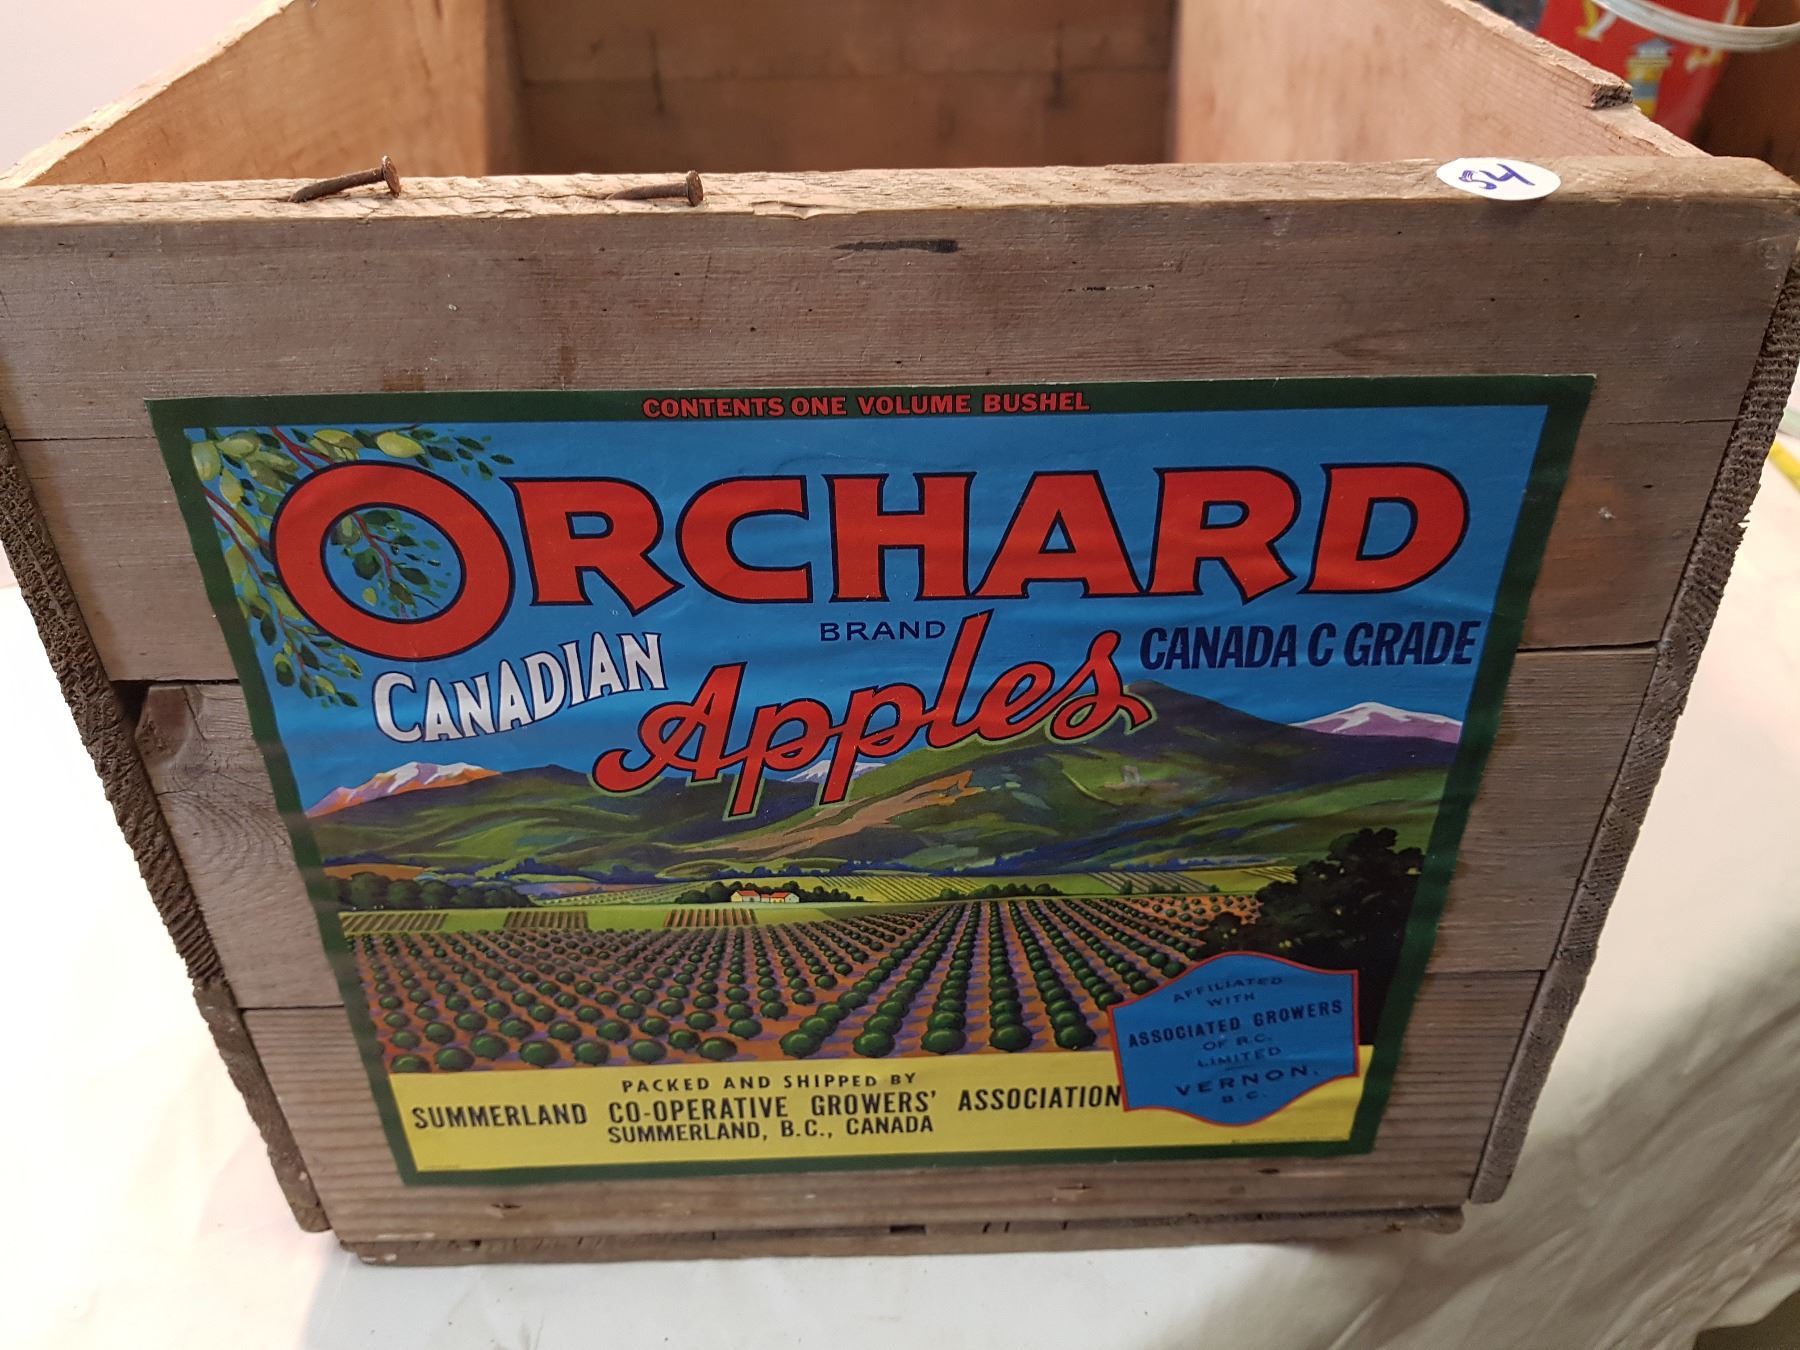 54
CONTENTS ONE VOLUME BUSHEL
ORCHARD
BRAND
CANADIAN
Apples
CANADA C GRADE
AFFILIATED
WITH
ASSOCIATED GROWERS
OF B.C.
LIMITED
VERNON,
B.C.
PACKED AND SHIPPED BY
SUMMERLAND CO-OPERATIVE GROWERS' ASSOCIATION
SUMMERLAND, B.C., CANADA